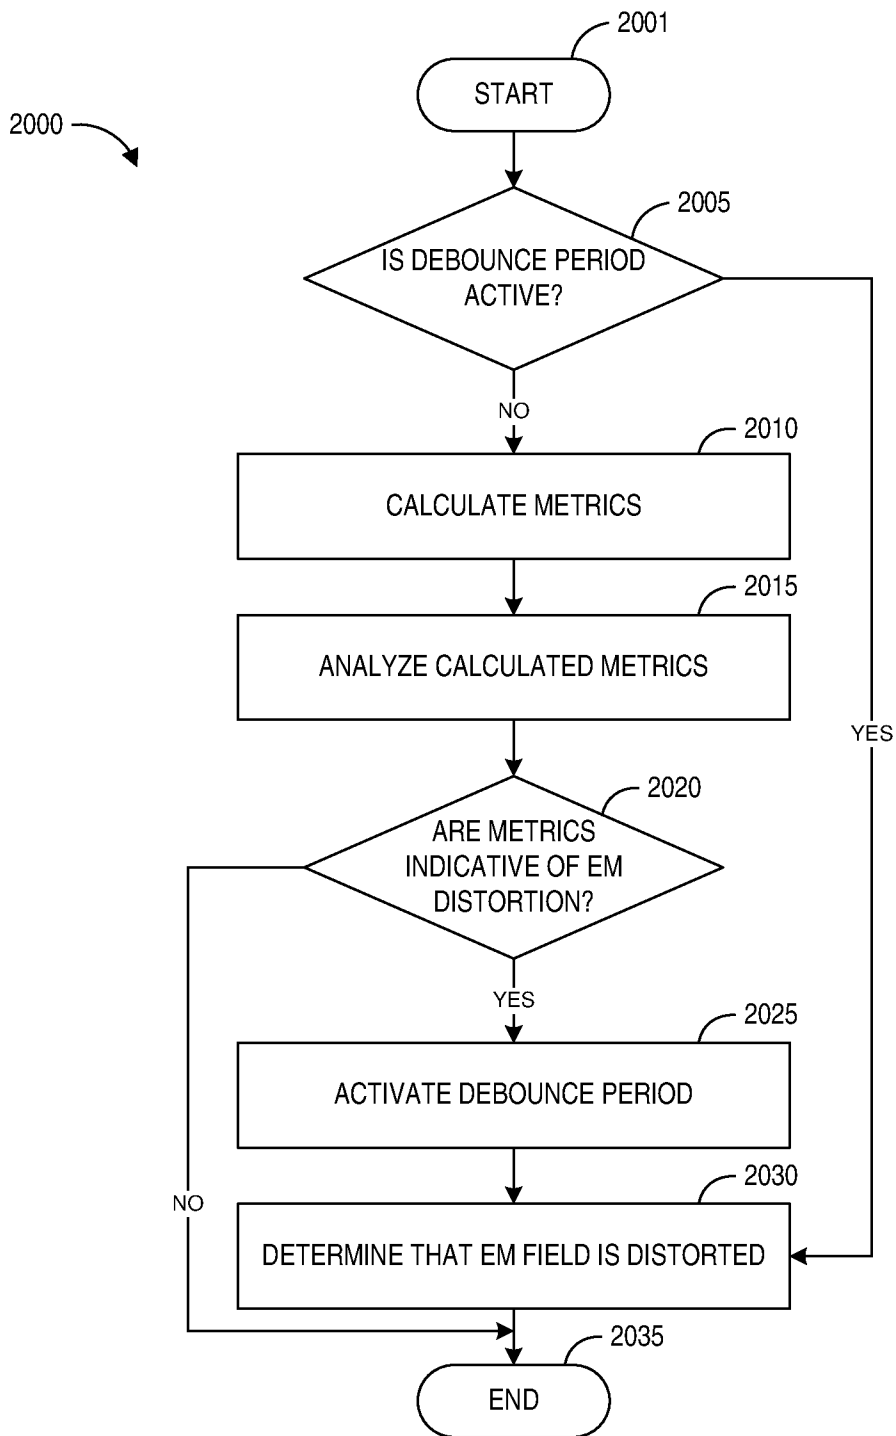 2001
START
2000
2005
IS DEBOUNCE PERIOD
ACTIVE?
NO
2010
CALCULATE METRICS
2015
ANALYZE CALCULATED METRICS
YES
2020
ARE METRICS
INDICATIVE OF EM
DISTORTION?
YES
2025
ACTIVATE DEBOUNCE PERIOD
2030
NO
DETERMINE THAT EM FIELD IS DISTORTED
2035
END